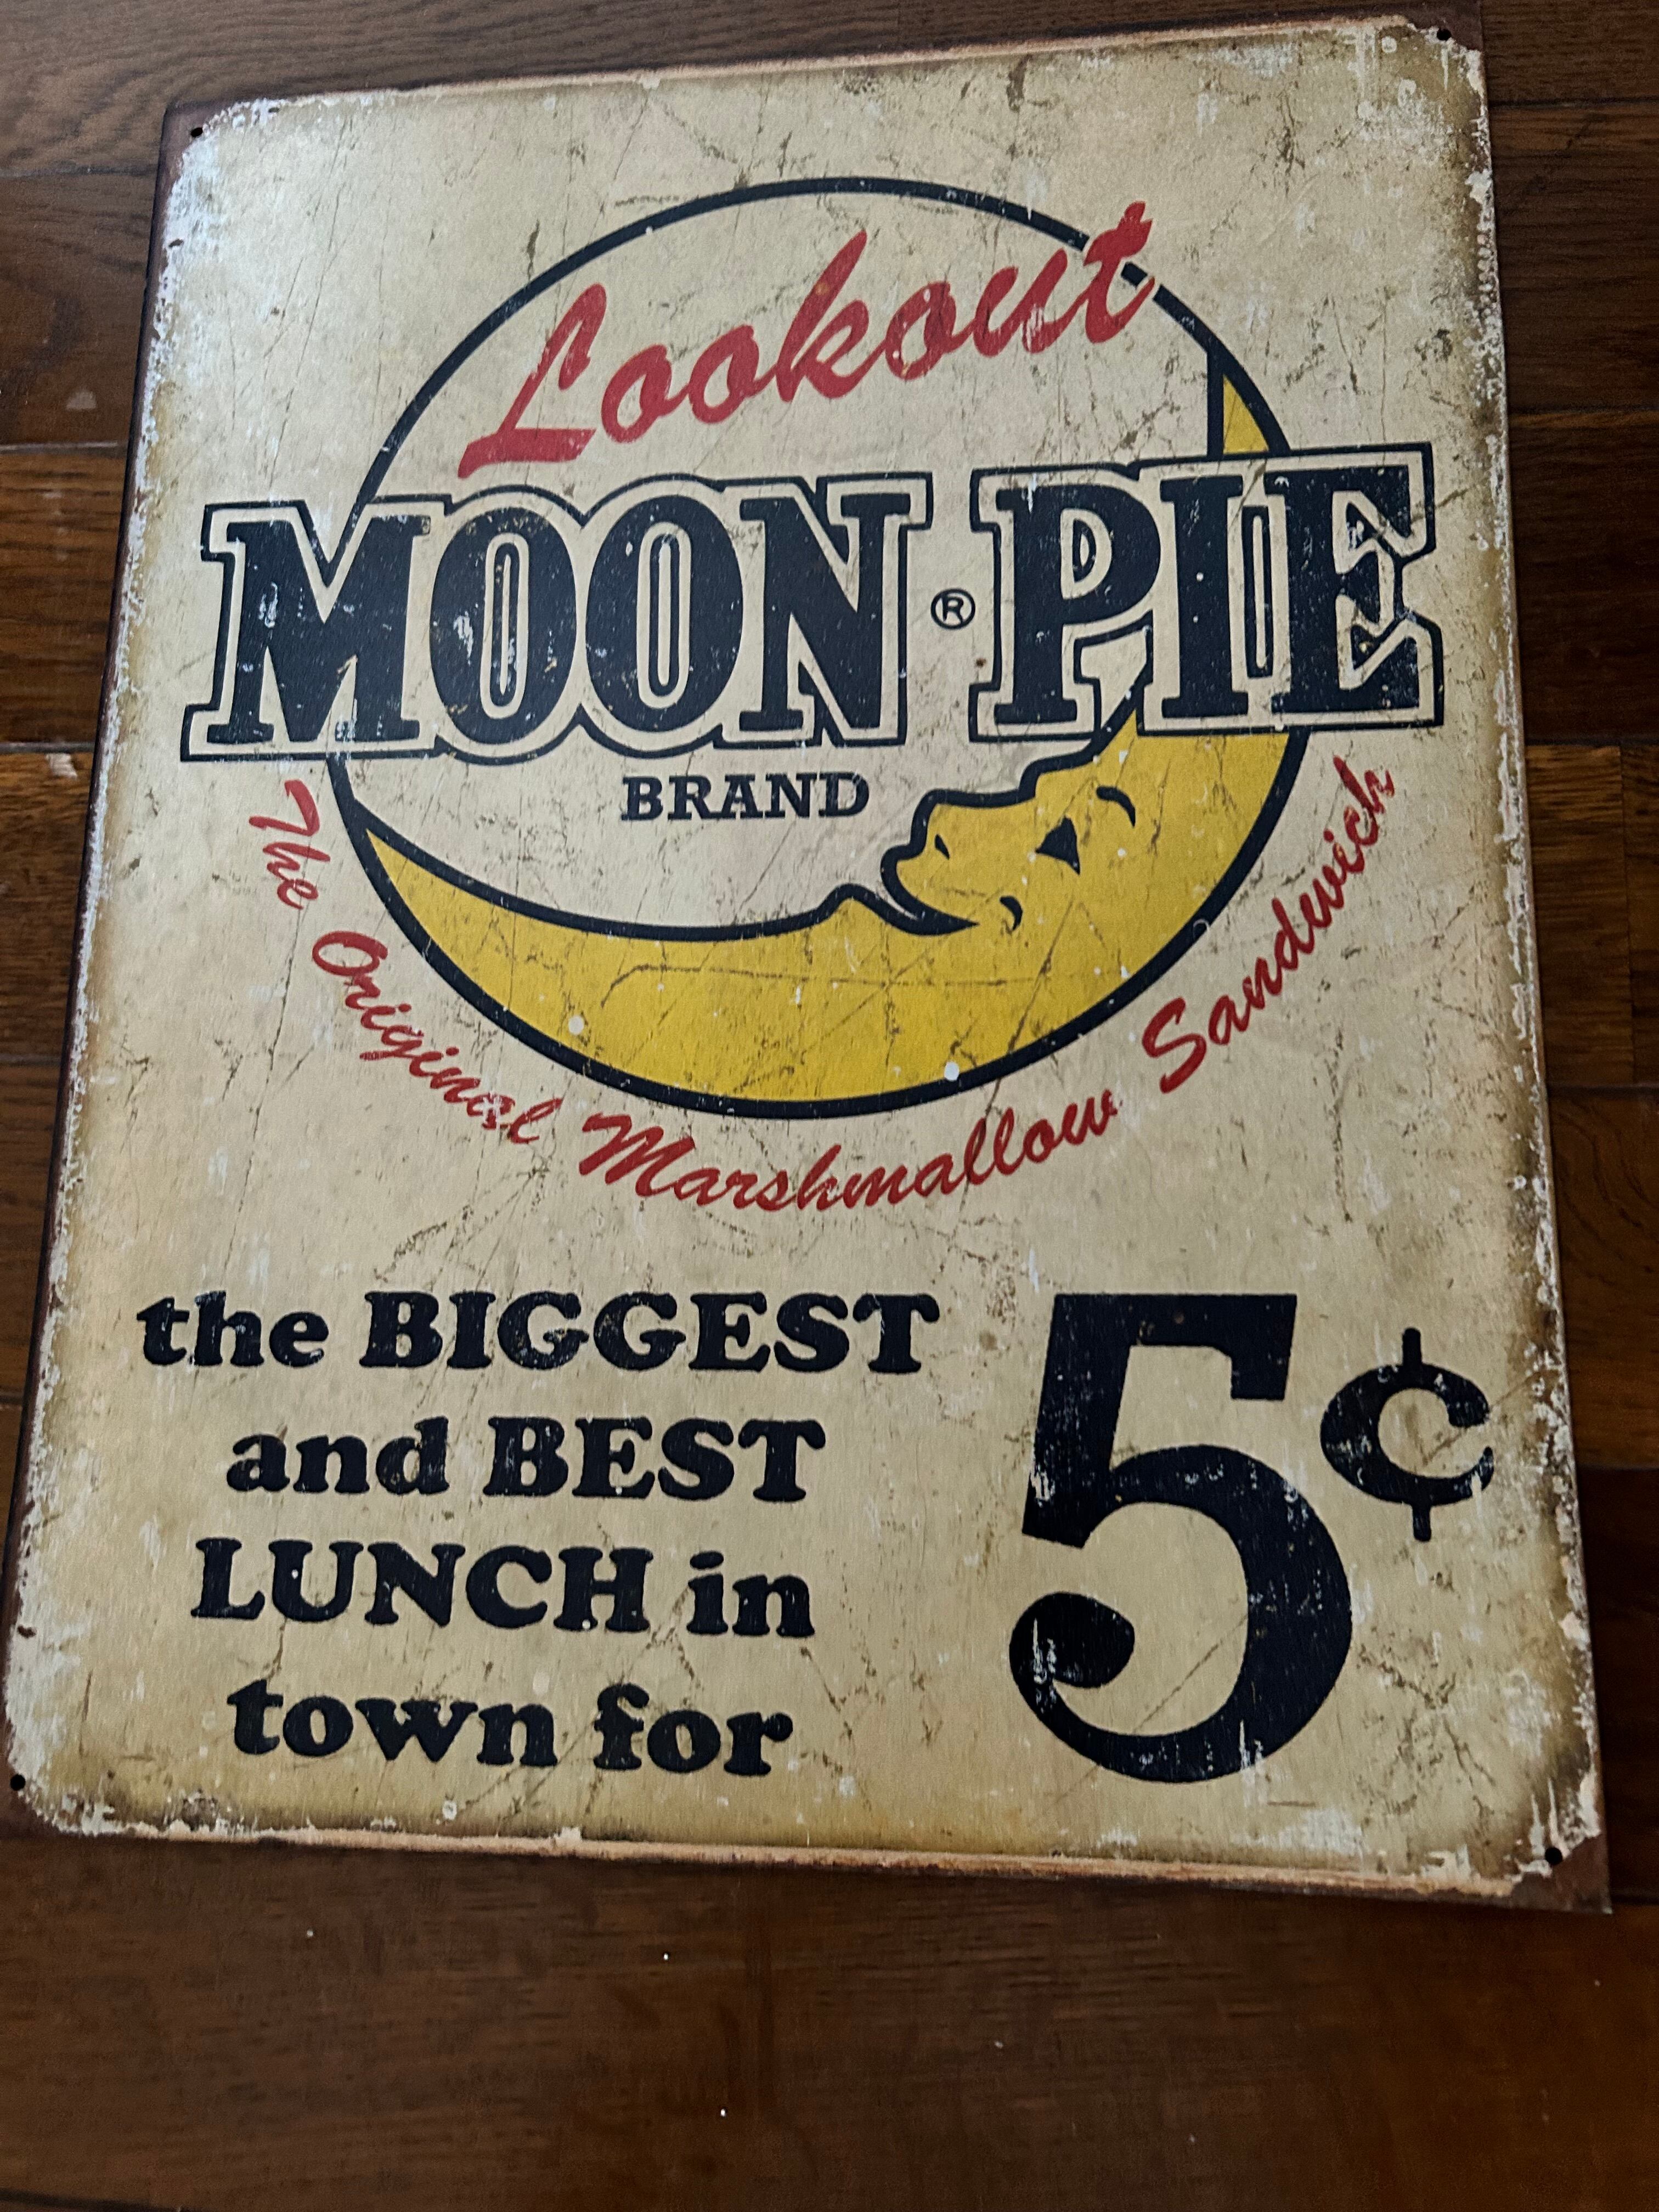 Lookout
MOON ® PIE
BRAND
The Original Marshmallow Sandwich
the BIGGEST
and BEST
LUNCH in
town for
5¢